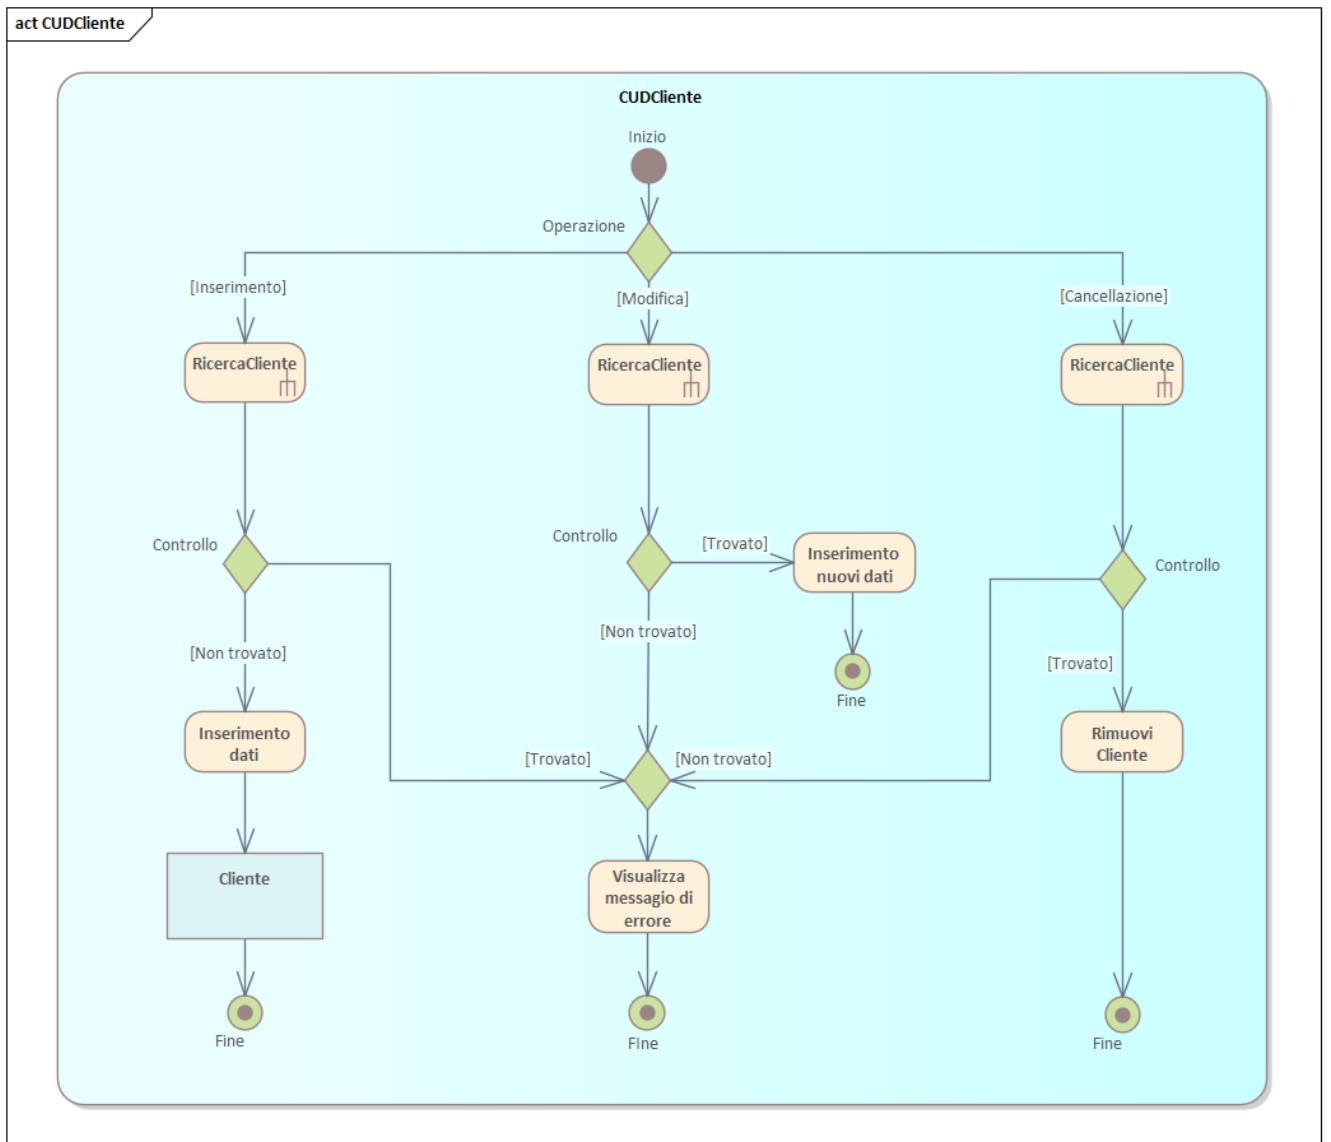 act CUDCliente
CUDCliente
Inizio
Operazione
[Inserimento]
[Modifica]
[Cancellazione]
RicercaCliente
RicercaCliente
RicercaCliente
Controllo
Controllo
[Trovato]
Inserimento
nuovi dati
Controllo
[Non trovato]
[Non trovato]
[Trovato]
Fine
Inserimento
dati
Rimuovi
Cliente
[Trovato]
[Non trovato]
Cliente
Visualizza
messagio di
errore
Fine
FIne
Fine